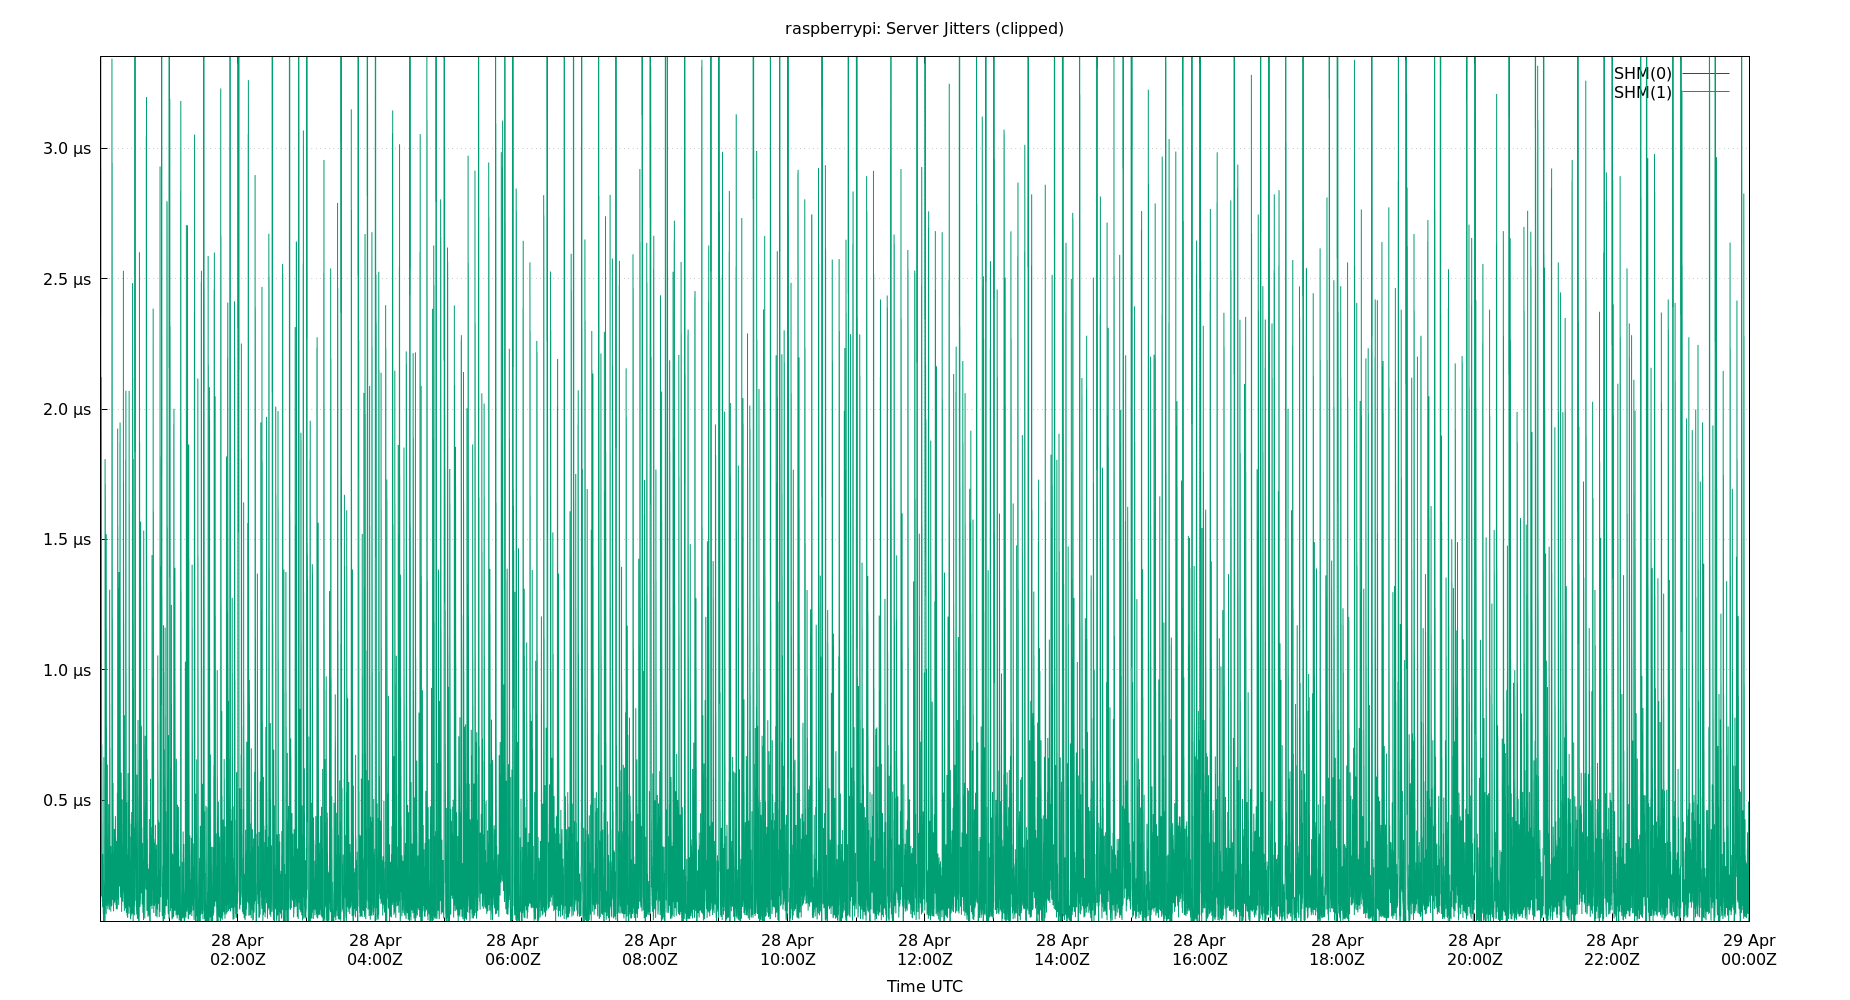 raspberrypi: Server Jitters (clipped)
SHM(0)
SHM(1)
3.0 µs
2.5 µs
2.0 µs
1.5 µs
1.0 µs
0.5 µs
28 Apr 28 Apr 28 Apr 28 Apr 28 Apr 28 Apr 28 Apr 28 Apr 28 Apr 28 Apr 28 Apr 29 Apr
02:00Z 04:00Z 06:00Z 08:00Z 10:00Z 12:00Z 14:00Z 16:00Z 18:00Z 20:00Z 22:00Z 00:00Z
Time UTC